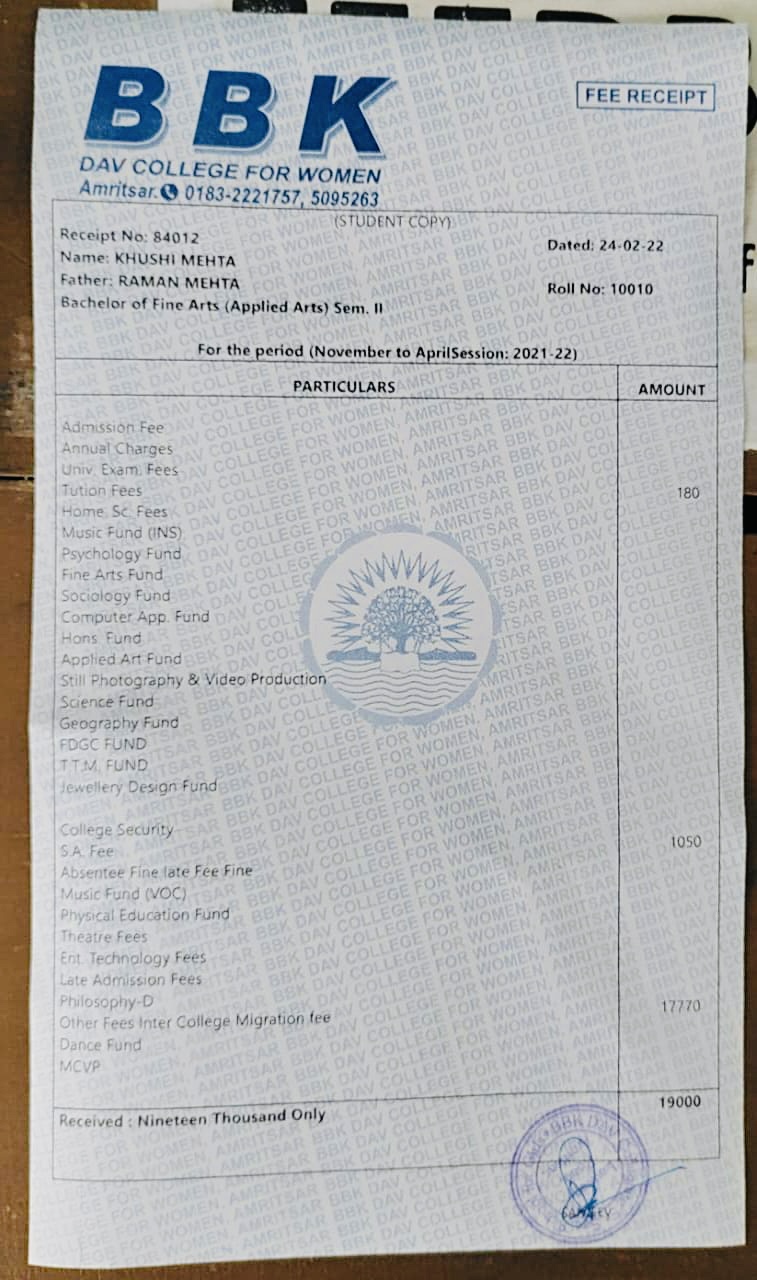 BBK
FEE RECEIPT
DAV COLLEGE FOR WOMEN
Amritsar. 0183-2221757, 5095263
(STUDENT COPY)
Receipt No: 84012
Dated: 24-02-22
Name: KHUSHI MEHTA
Father: RAMAN MEHTA
Roll No: 10010
Bachelor of Fine Arts (Applied Arts) Sem. II
For the period (November to AprilSession: 2021-22)
PARTICULARS AMOUNT
Admission Fee
Annual Charges
Univ. Exam. Fees
Tution Fees 180
Home. Sc. Fees
Music Fund (INS)
Psychology Fund
Fine Arts Fund
Sociology Fund
Computer App. Fund
Hons. Fund
Applied Art Fund
Still Photography & Video Production
Science Fund
Geography Fund
FDGC FUND
T.T.M. FUND
Jewellery Design Fund
College Security
S.A. Fee 1050
Absentee Fine late Fee Fine
Music Fund (VOC)
Physical Education Fund
Theatre Fees
Ent. Technology Fees
Late Admission Fees
Philosophy-D
Other Fees Inter College Migration fee 17770
Dance Fund
MCVP
Received : Nineteen Thousand Only 19000
BBK DAV